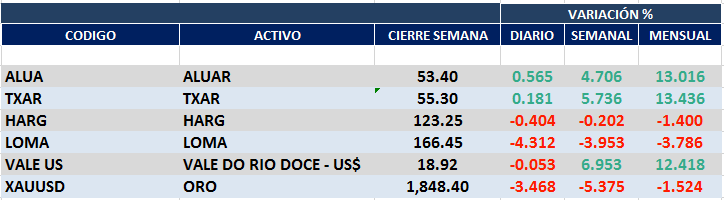 VARIACIÓN %
CODIGO ACTIVO CIERRE SEMANA DIARIO SEMANAL MENSUAL
ALUA ALUAR 53.40 0.565 4.706 13.016
TXAR TXAR 55.30 0.181 5.736 13.436
HARG HARG 123.25 -0.404 -0.202 -1.400
LOMA LOMA 166.45 -4.312 -3.953 -3.786
VALE US VALE DO RIO DOCE - US$ 18.92 -0.053 6.953 12.418
XAUUSD ORO 1,848.40 -3.468 -5.375 -1.524